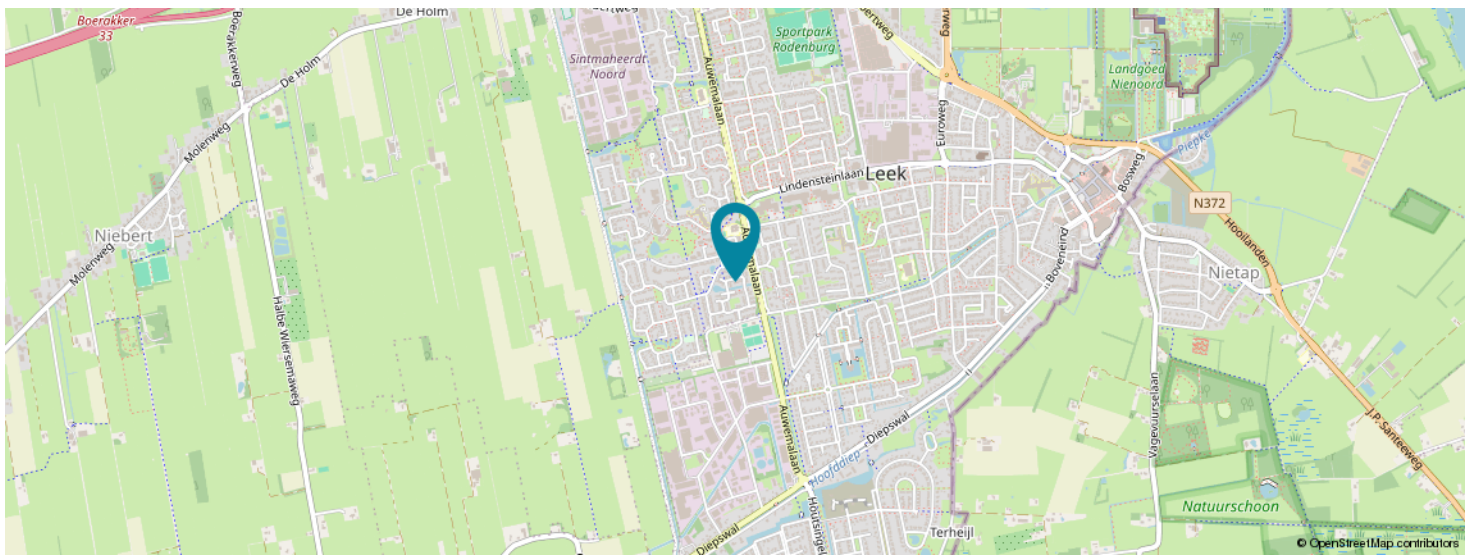 Boerakker
33
Boerakkerweg
De Holm
De Holm
Molenweg
Niebert
Molenweg
Halbe Wiersemaweg
Sintmaheerdt
Noord
Auwemalaan
Sportpark
Rodenburg
Euroweg
Landgoed
Nienoord
Lindensteinlaan
Leek
Bosweg
Piepke
N372
Hooilanden
Boveneind
Nietap
Auwemalaan
Vagevuurselaan
J.P. Santeeweg
Diepswal
Hoofddiep
Diepswal
Houtsingel
Terheijl
Natuurschoon
© OpenStreetMap contributors